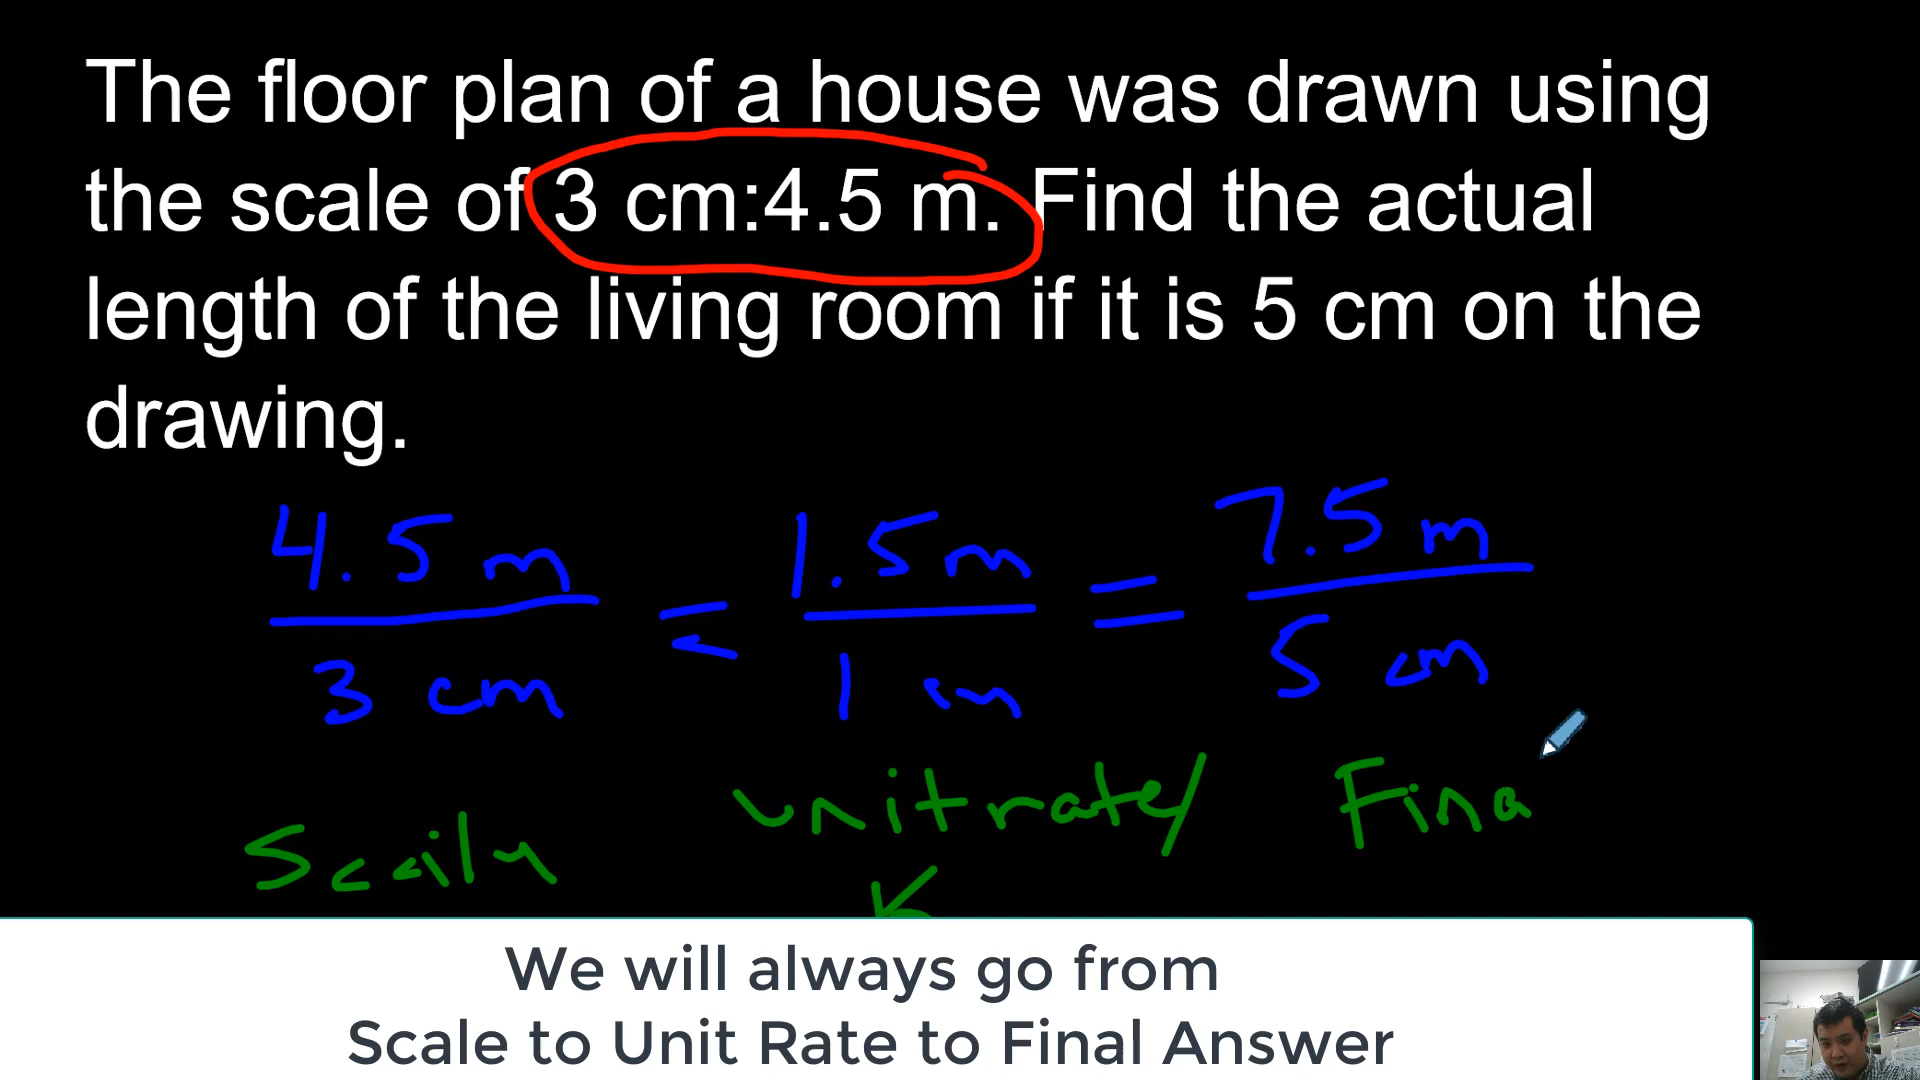 The floor plan of a house was drawn using
the scale of 3 cm:4.5 m. Find the actual
length of the living room if it is 5 cm on the
drawing.
4.5 m = 1.5 m = 7.5 m
3 cm 1 cm 5 cm
unit rate/ Fina
K
We will always go from
Scale to Unit Rate to Final Answer